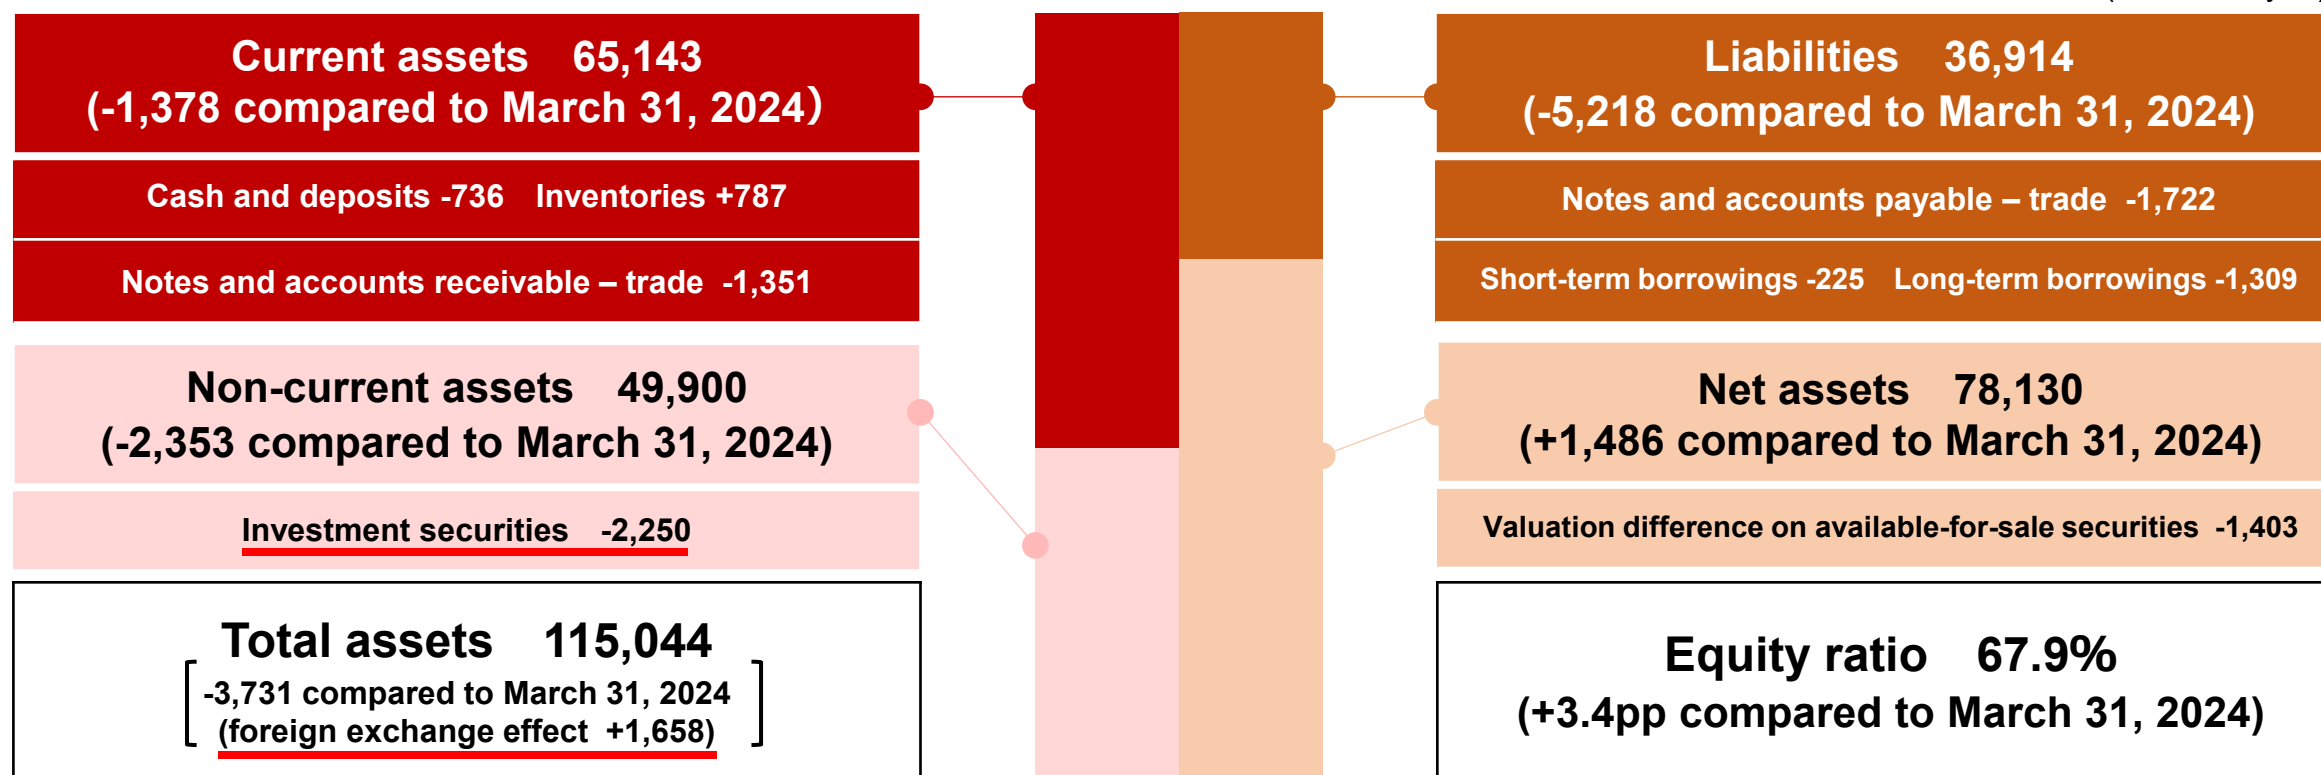 Current assets 65,143
(-1,378 compared to March 31, 2024)
Cash and deposits -736 Inventories +787
Notes and accounts receivable – trade -1,351
Non-current assets 49,900
(-2,353 compared to March 31, 2024)
Investment securities -2,250
Total assets 115,044
-3,731 compared to March 31, 2024
(foreign exchange effect +1,658)
Liabilities 36,914
(-5,218 compared to March 31, 2024)
Notes and accounts payable – trade -1,722
Short-term borrowings -225 Long-term borrowings -1,309
Net assets 78,130
(+1,486 compared to March 31, 2024)
Valuation difference on available-for-sale securities -1,403
Equity ratio 67.9%
(+3.4pp compared to March 31, 2024)